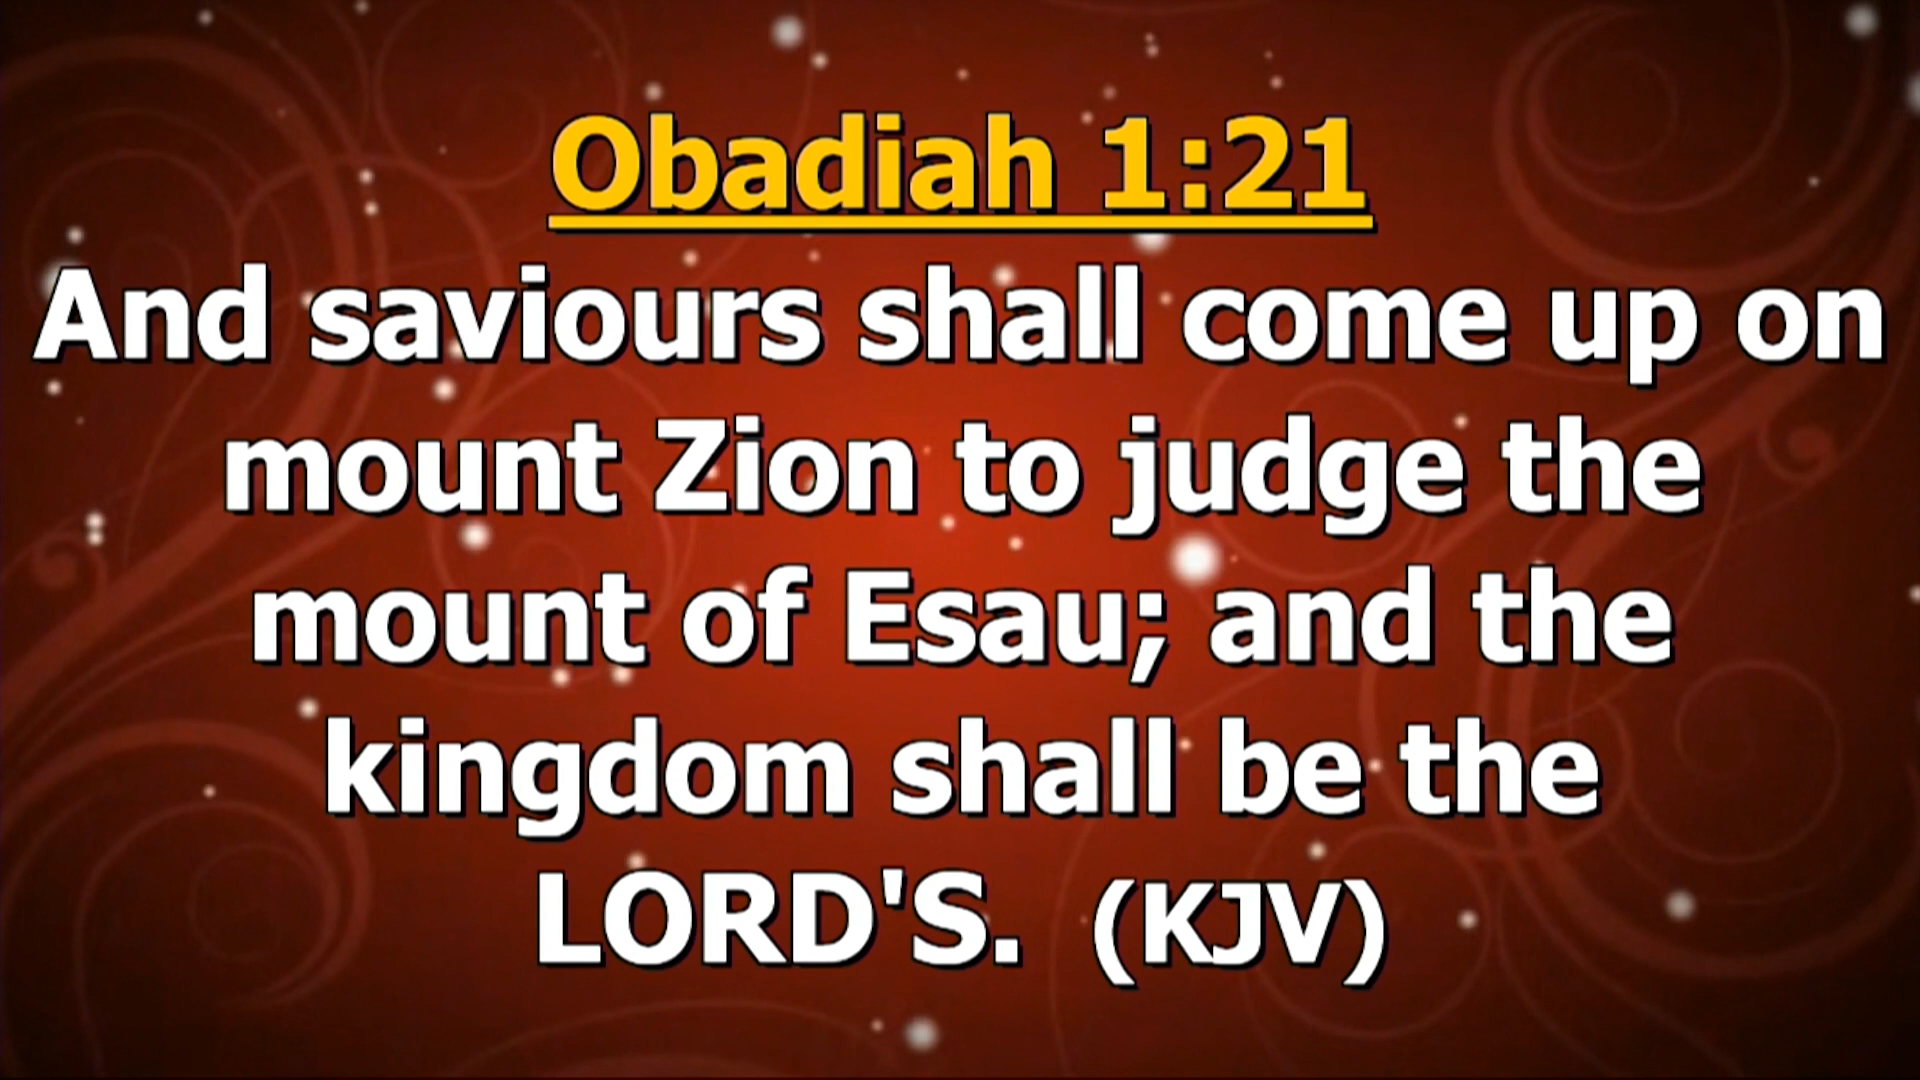 Obadiah 1:21
And saviours shall come up on
mount Zion to judge the
mount of Esau; and the
kingdom shall be the
LORD'S. (KJV)